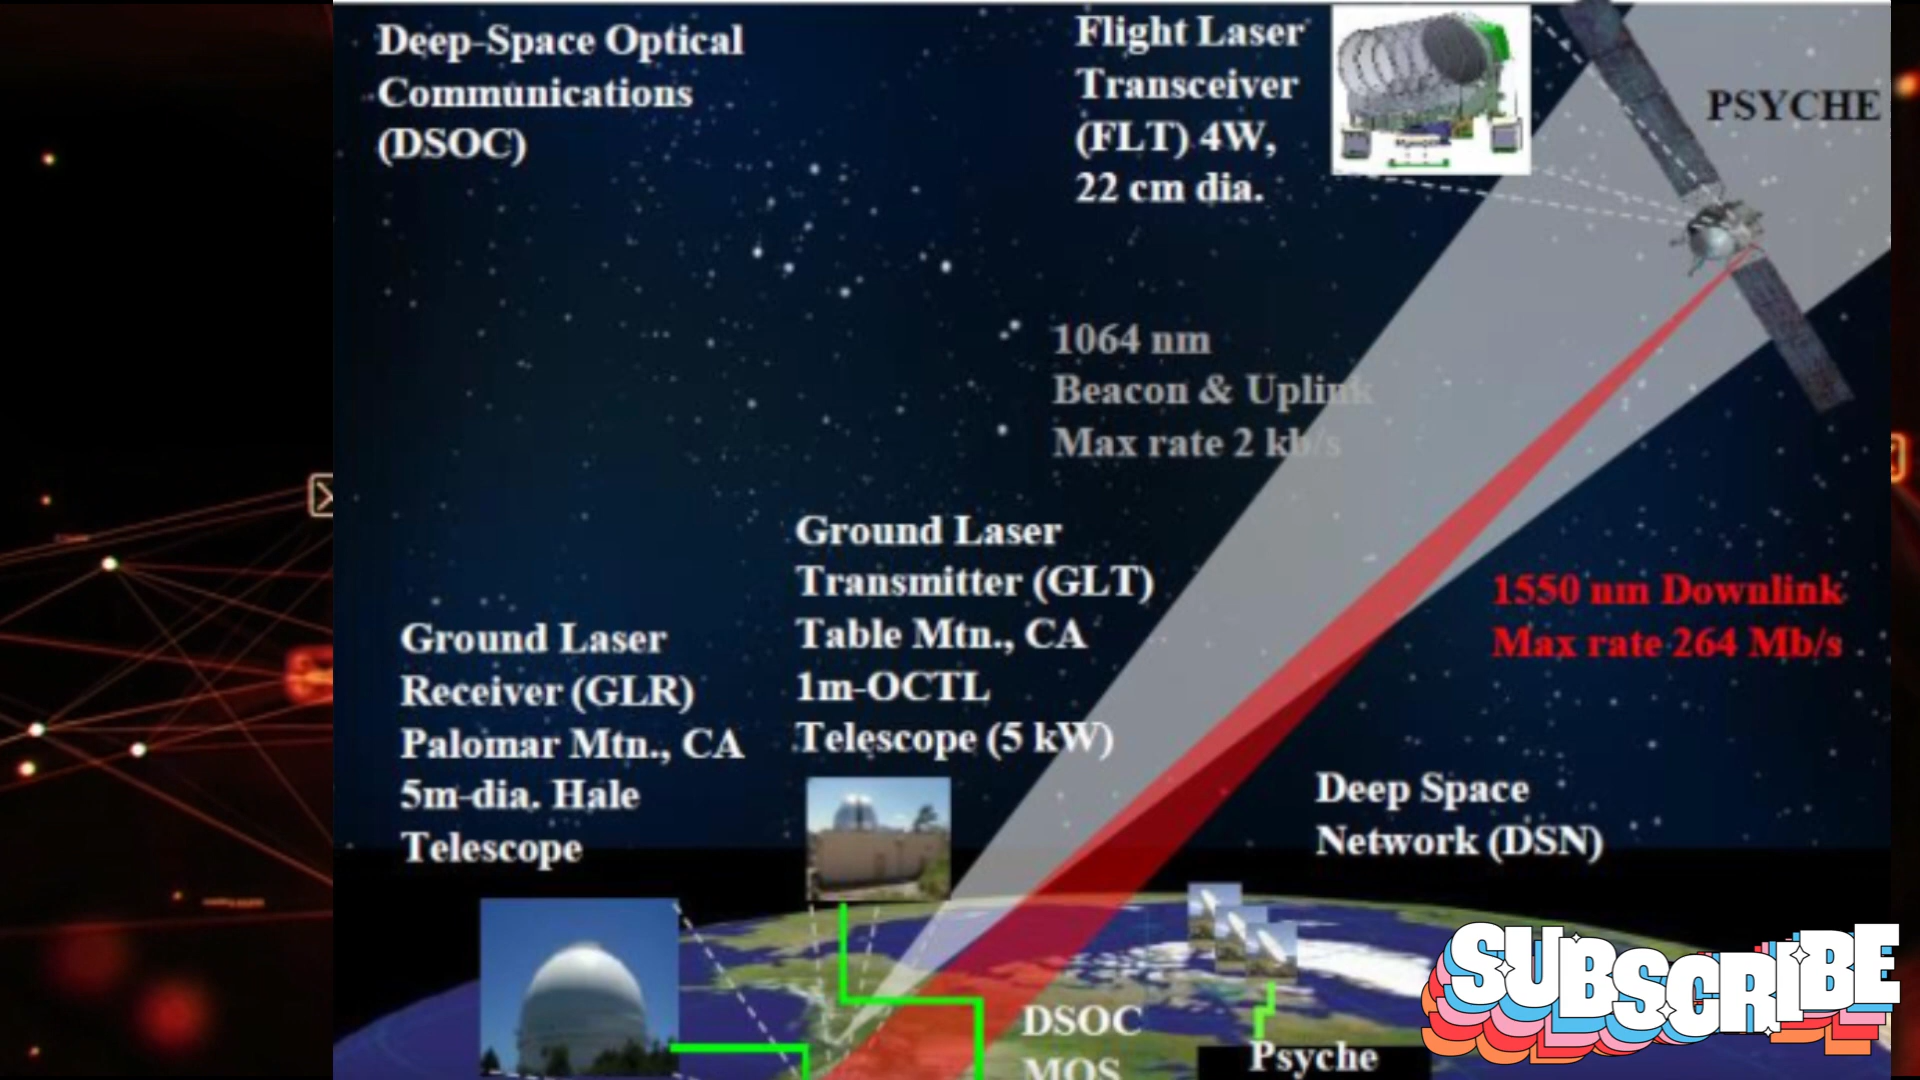 Deep-Space Optical
Communications
(DSOC)
Flight Laser
Transceiver
(FLT) 4W,
22 cm dia.
PSYCHE
1064 nm
Beacon & Uplink
Max rate 2 kb/s
Ground Laser
Transmitter (GLT)
Table Mtn., CA
1m-OCTL
Telescope (5 kW)
1550 nm Downlink
Max rate 264 Mb/s
Ground Laser
Receiver (GLR)
Palomar Mtn., CA
5m-dia. Hale
Telescope
Deep Space
Network (DSN)
DSOC
MOS
Psyche
SUBSCRIBE